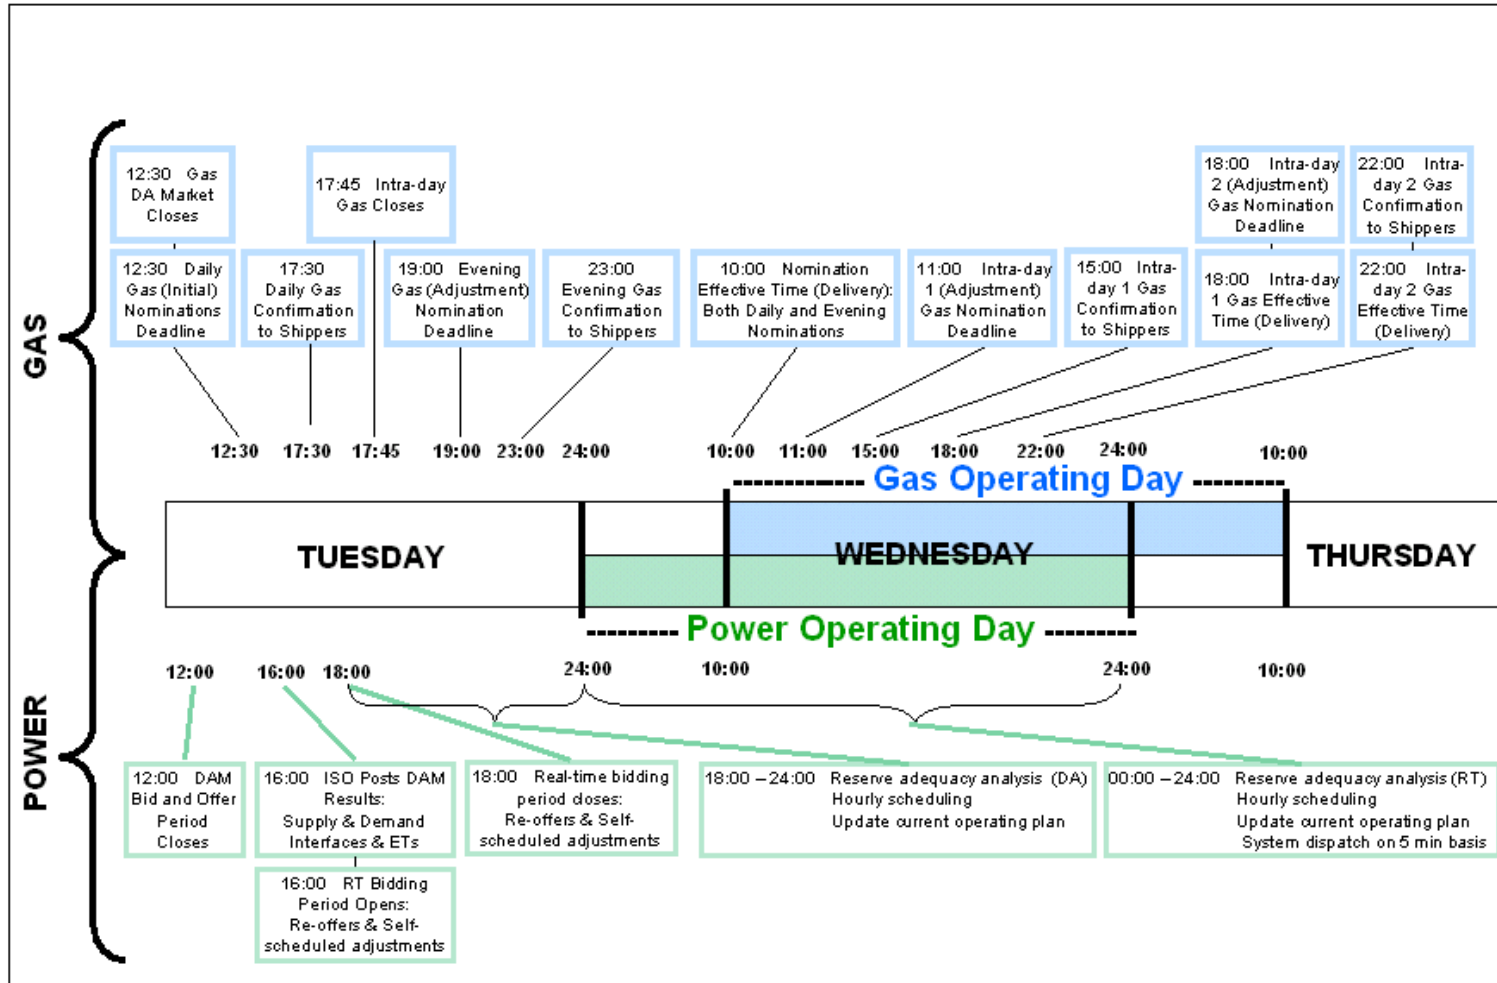 GAS
12:30 Gas
DA Market
Closes
17:45 Intra-day
Gas Closes
18:00 Intra-day
2 (Adjustment)
Gas Nomination
Deadline
22:00 Intra-
day 2 Gas
Confirmation
to Shippers
12:30 Daily
Gas (Initial)
Nominations
Deadline
17:30
Daily Gas
Confirmation
to Shippers
19:00 Evening
Gas (Adjustment)
Nomination
Deadline
23:00
Evening Gas
Confirmation
to Shippers
10:00 Nomination
Effective Time (Delivery):
Both Daily and Evening
Nominations
11:00 Intra-day
1 (Adjustment)
Gas Nomination
Deadline
15:00 Intra-
day 1 Gas
Confirmation
to Shippers
18:00 Intra-day
1 Gas Effective
Time (Delivery)
22:00 Intra-
day 2 Gas
Effective Time
(Delivery)
12:30 17:30 17:45 19:00 23:00 24:00 10:00 11:00 15:00 18:00 22:00 24:00 10:00
---------------- Gas Operating Day -----------
TUESDAY WEDNESDAY THURSDAY
--------- Power Operating Day ---------
12:00 16:00 18:00 24:00 10:00 24:00 10:00
POWER
12:00 DAM
Bid and Offer
Period
Closes
16:00 ISO Posts DAM
Results:
Supply & Demand
Interfaces & ETs
18:00 Real-time bidding
period closes:
Re-offers & Self-
scheduled adjustments
18:00 – 24:00 Reserve adequacy analysis (DA)
Hourly scheduling
Update current operating plan
00:00 – 24:00 Reserve adequacy analysis (RT)
Hourly scheduling
Update current operating plan
System dispatch on 5 min basis
16:00 RT Bidding
Period Opens:
Re-offers & Self-
scheduled adjustments